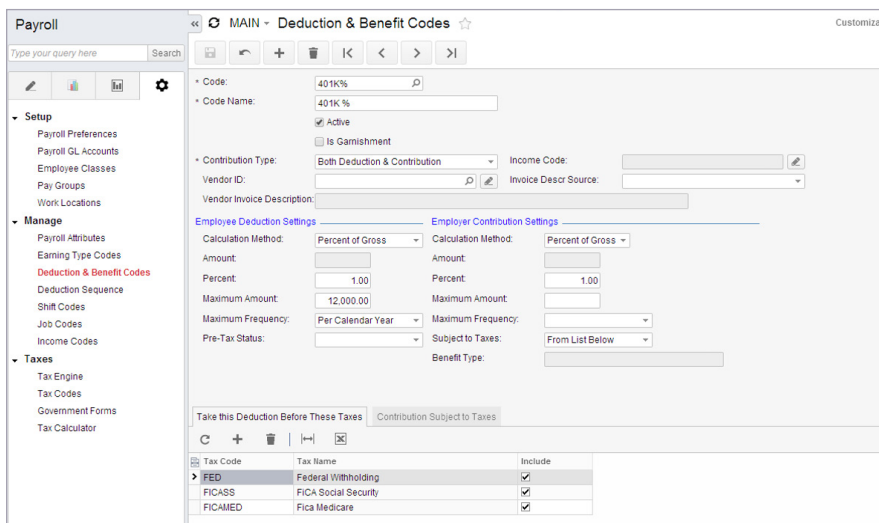 Payroll
MAIN Deduction & Benefit Codes
Customiza
Type your query here Search
Setup
Payroll Preferences
Payroll GL Accounts
Employee Classes
Pay Groups
Work Locations
Manage
Payroll Attributes
Earning Type Codes
Deduction & Benefit Codes
Deduction Sequence
Shift Codes
Job Codes
Income Codes
Taxes
Tax Engine
Tax Codes
Government Forms
Tax Calculator
* Code: 401K%
* Code Name: 401K %
Active
Is Garnishment
* Contribution Type: Both Deduction & Contribution Income Code:
Vendor ID: Invoice Descr Source:
Vendor Invoice Description:
Employee Deduction Settings Employer Contribution Settings
Calculation Method: Percent of Gross Calculation Method: Percent of Gross
Amount: Amount:
Percent: 1.00 Percent: 1.00
Maximum Amount: 12,000.00 Maximum Amount:
Maximum Frequency: Per Calendar Year Maximum Frequency:
Pre-Tax Status: Subject to Taxes: From List Below
Benefit Type:
Take this Deduction Before These Taxes Contribution Subject to Taxes
Tax Code Tax Name Include
FED Federal Withholding
FICASS FiCA Social Security
FICAMED Fica Medicare